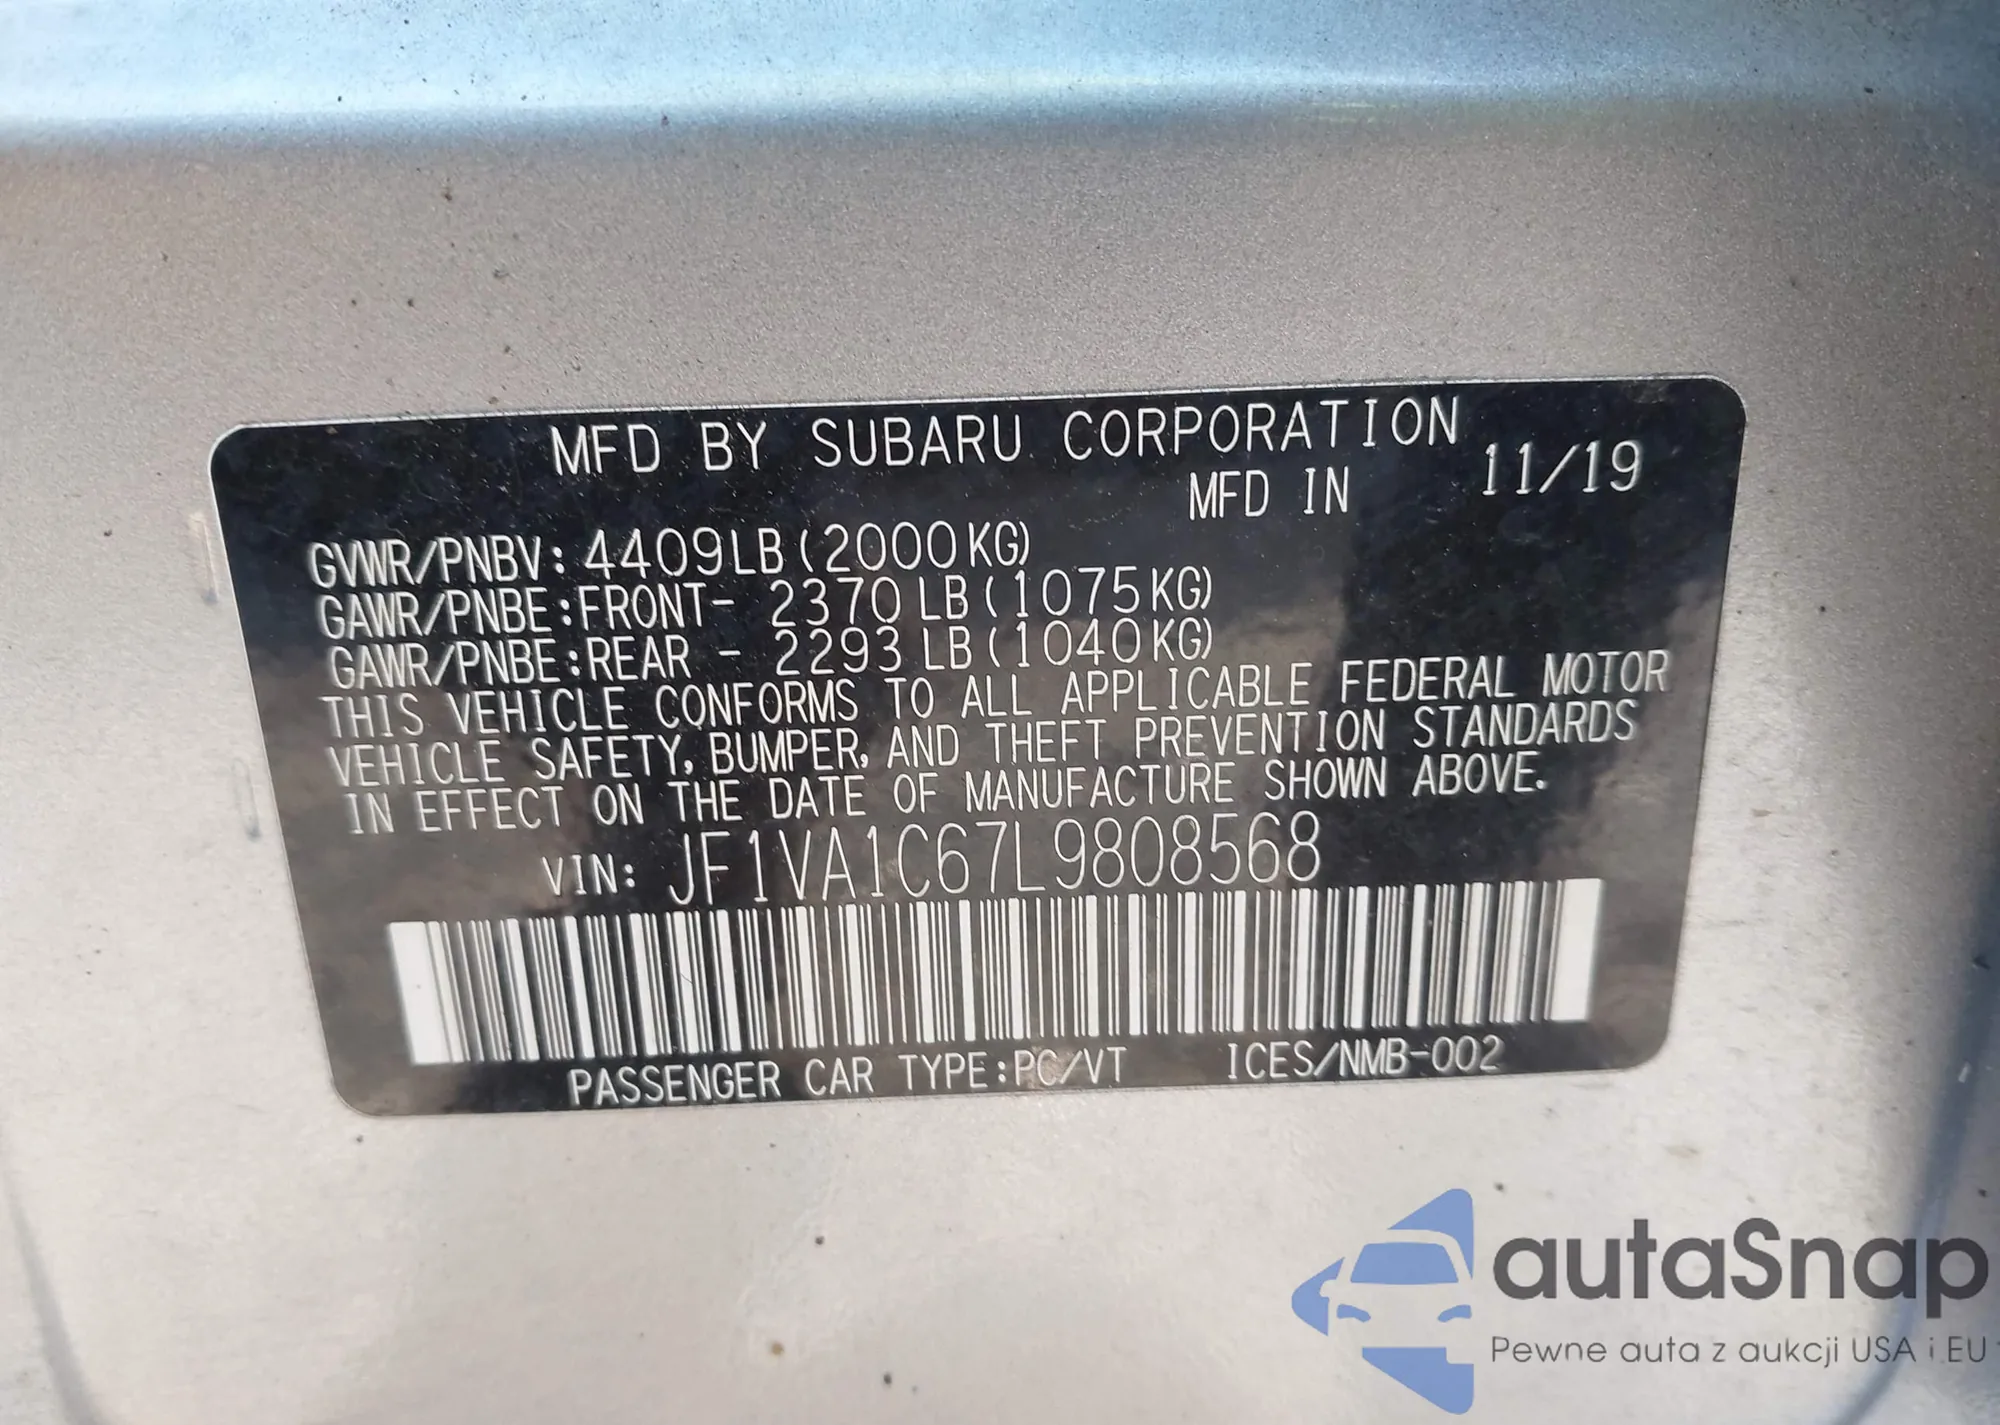 MFD BY SUBARU CORPORATION
MFD IN 11/19
GVWR/PNBV: 4409LB(2000KG)
GAWR/PNBE:FRONT- 2370LB(1075KG)
GAWR/PNBE:REAR - 2293LB(1040KG)
THIS VEHICLE CONFORMS TO ALL APPLICABLE FEDERAL MOTOR
VEHICLE SAFETY, BUMPER, AND THEFT PREVENTION STANDARDS
IN EFFECT ON THE DATE OF MANUFACTURE SHOWN ABOVE.
VIN: JF1VA1C67L9808568
PASSENGER CAR TYPE:PC/VT ICES/NMB-002
autaSnap
Pewne auta z aukcji USA i EU